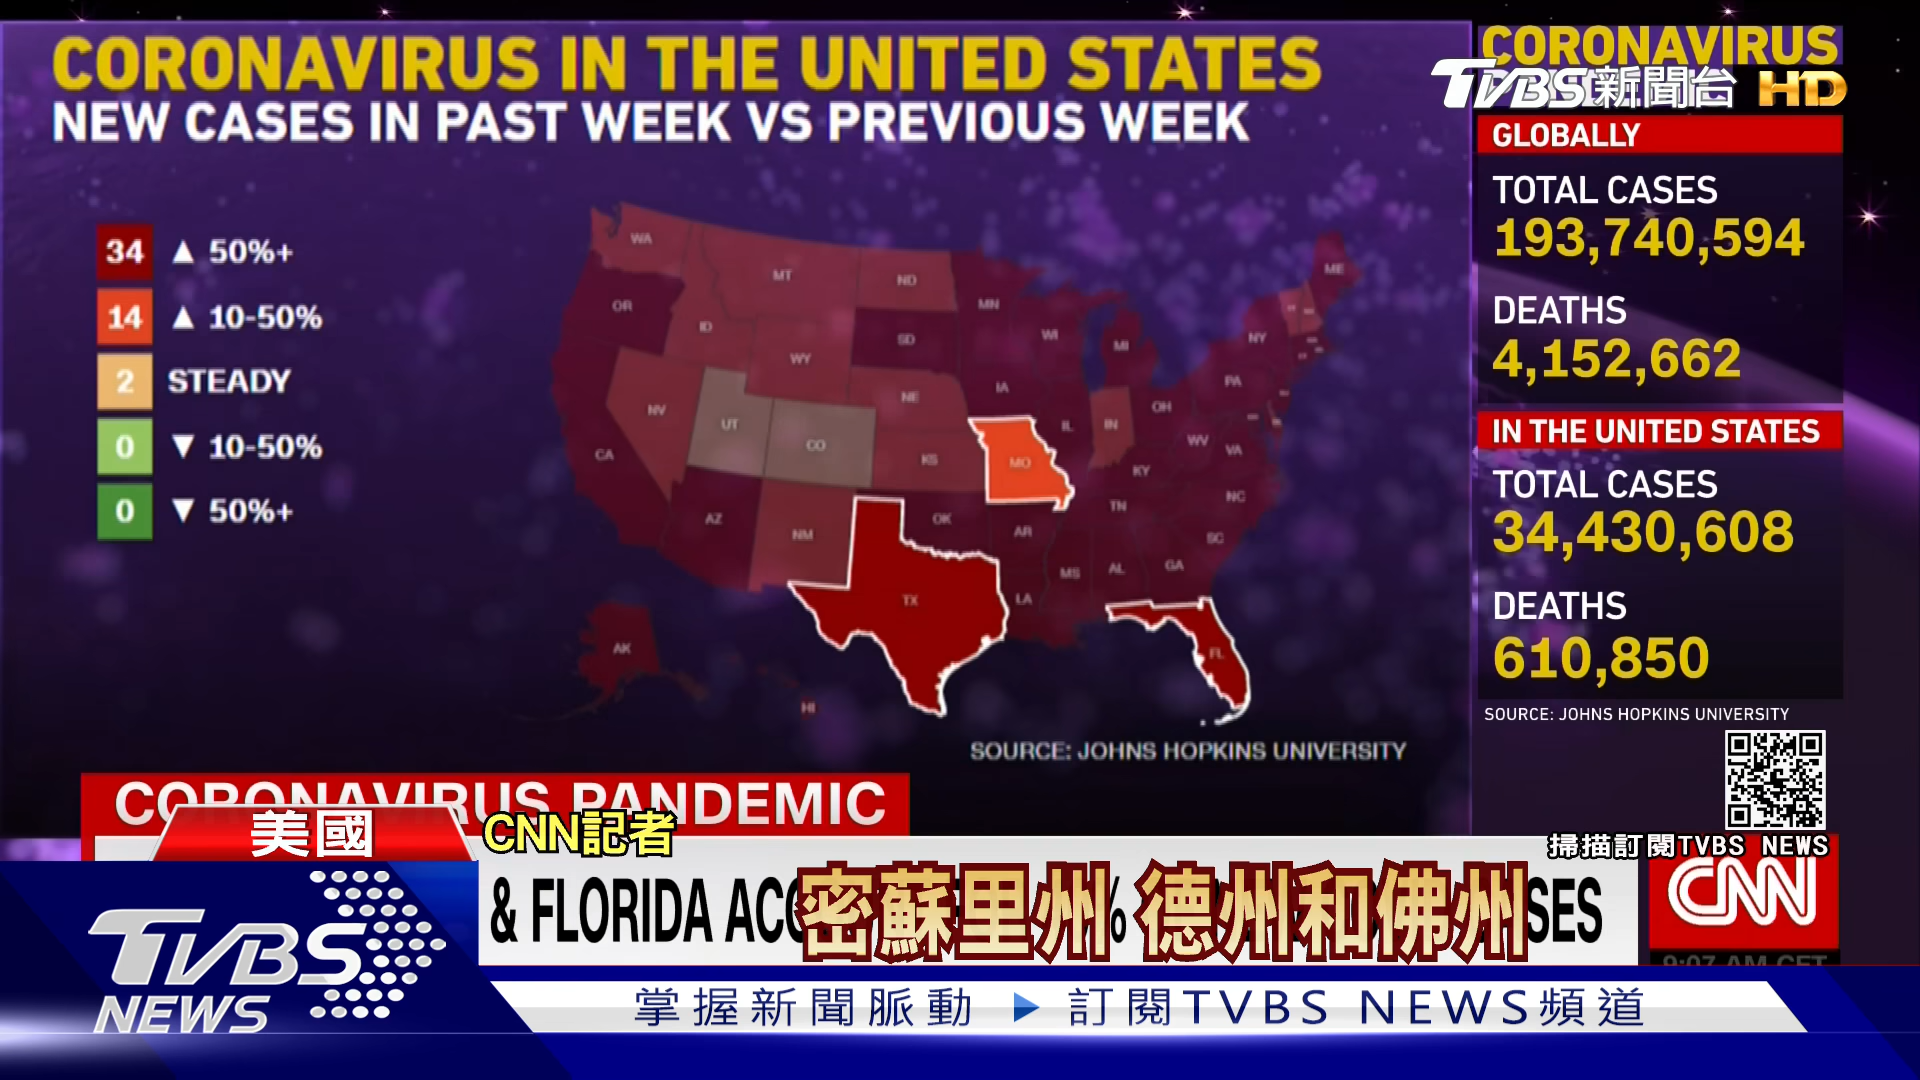 CORONAVIRUS IN THE UNITED STATES
NEW CASES IN PAST WEEK VS PREVIOUS WEEK
34 ▲ 50%+
14 ▲ 10-50%
2 STEADY
0 ▼ 10-50%
0 ▼ 50%+
WA
MT
ND
MN
ME
OR
ID
SD
WI
NY
MI
WY
IA
PA
NE
OH
NV
UT
IL
IN
CO
CA
KS
MO
WV
VA
KY
NC
AZ
NM
OK
AR
TN
SC
MS
AL
GA
TX
LA
AK
FL
HI
SOURCE: JOHNS HOPKINS UNIVERSITY
CORONAVIRUS
TVBS新聞台 HD
GLOBALLY
TOTAL CASES
193,740,594
DEATHS
4,152,662
IN THE UNITED STATES
TOTAL CASES
34,430,608
DEATHS
610,850
SOURCE: JOHNS HOPKINS UNIVERSITY
掃描訂閱TVBS NEWS
CORONAVIRUS PANDEMIC
美國
CNN記者
& FLORIDA
密蘇里州 德州和佛州
CNN
9:07 AM CET
TVBS
NEWS
掌握新聞脈動 ▶ 訂閱TVBS NEWS頻道